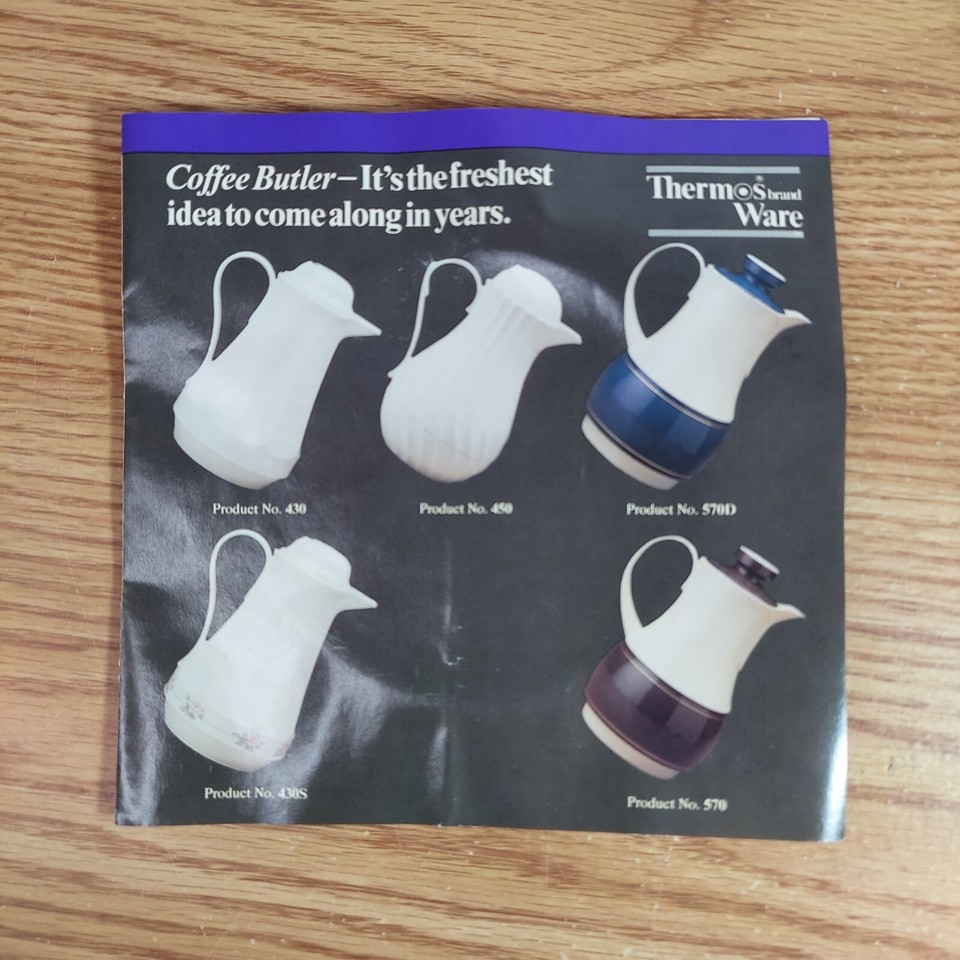 Coffee Butler – It's the freshest
idea to come along in years.
Thermos® brand
Ware
Product No. 430
Product No. 450
Product No. 570D
Product No. 430S
Product No. 570